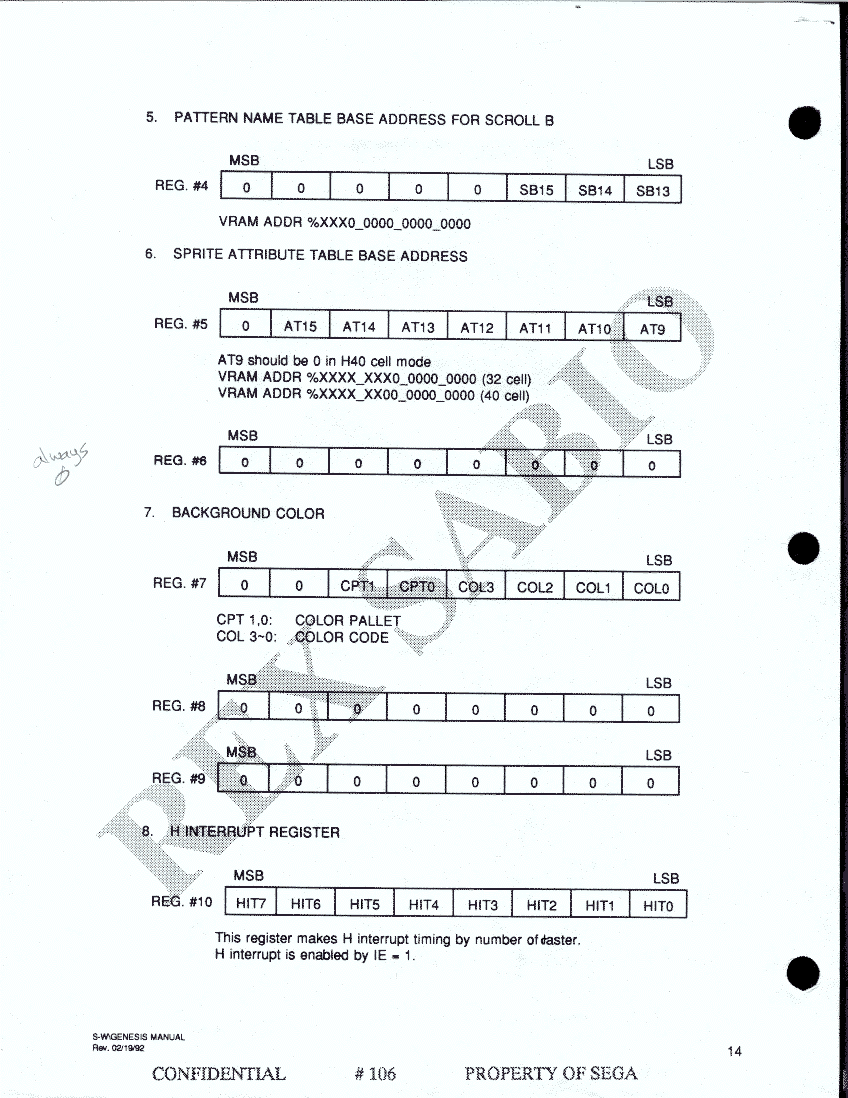 5. PATTERN NAME TABLE BASE ADDRESS FOR SCROLL B
MSB LSB
REG. #4 0 0 0 0 0 SB15 SB14 SB13
VRAM ADDR %XXX0_0000_0000_0000
6. SPRITE ATTRIBUTE TABLE BASE ADDRESS
MSB LSB
REG. #5 0 AT15 AT14 AT13 AT12 AT11 AT10 AT9
AT9 should be 0 in H40 cell mode
VRAM ADDR %XXXX_XXX0_0000_0000 (32 cell)
VRAM ADDR %XXXX_XX00_0000_0000 (40 cell)
always
0
MSB LSB
REG. #6 0 0 0 0 0 0 0 0
7. BACKGROUND COLOR
MSB LSB
REG. #7 0 0 CPT1 CPT0 COL3 COL2 COL1 COL0
CPT 1,0: COLOR PALLET
COL 3~0: COLOR CODE
MSB LSB
REG. #8 0 0 0 0 0 0 0 0
MSB LSB
REG. #9 0 0 0 0 0 0 0 0
8. H INTERRUPT REGISTER
MSB LSB
REG. #10 HIT7 HIT6 HIT5 HIT4 HIT3 HIT2 HIT1 HIT0
This register makes H interrupt timing by number of raster.
H interrupt is enabled by IE = 1.
REX SABIO
S-W\GENESIS MANUAL
Rev. 02/19/92
14
CONFIDENTIAL # 106 PROPERTY OF SEGA